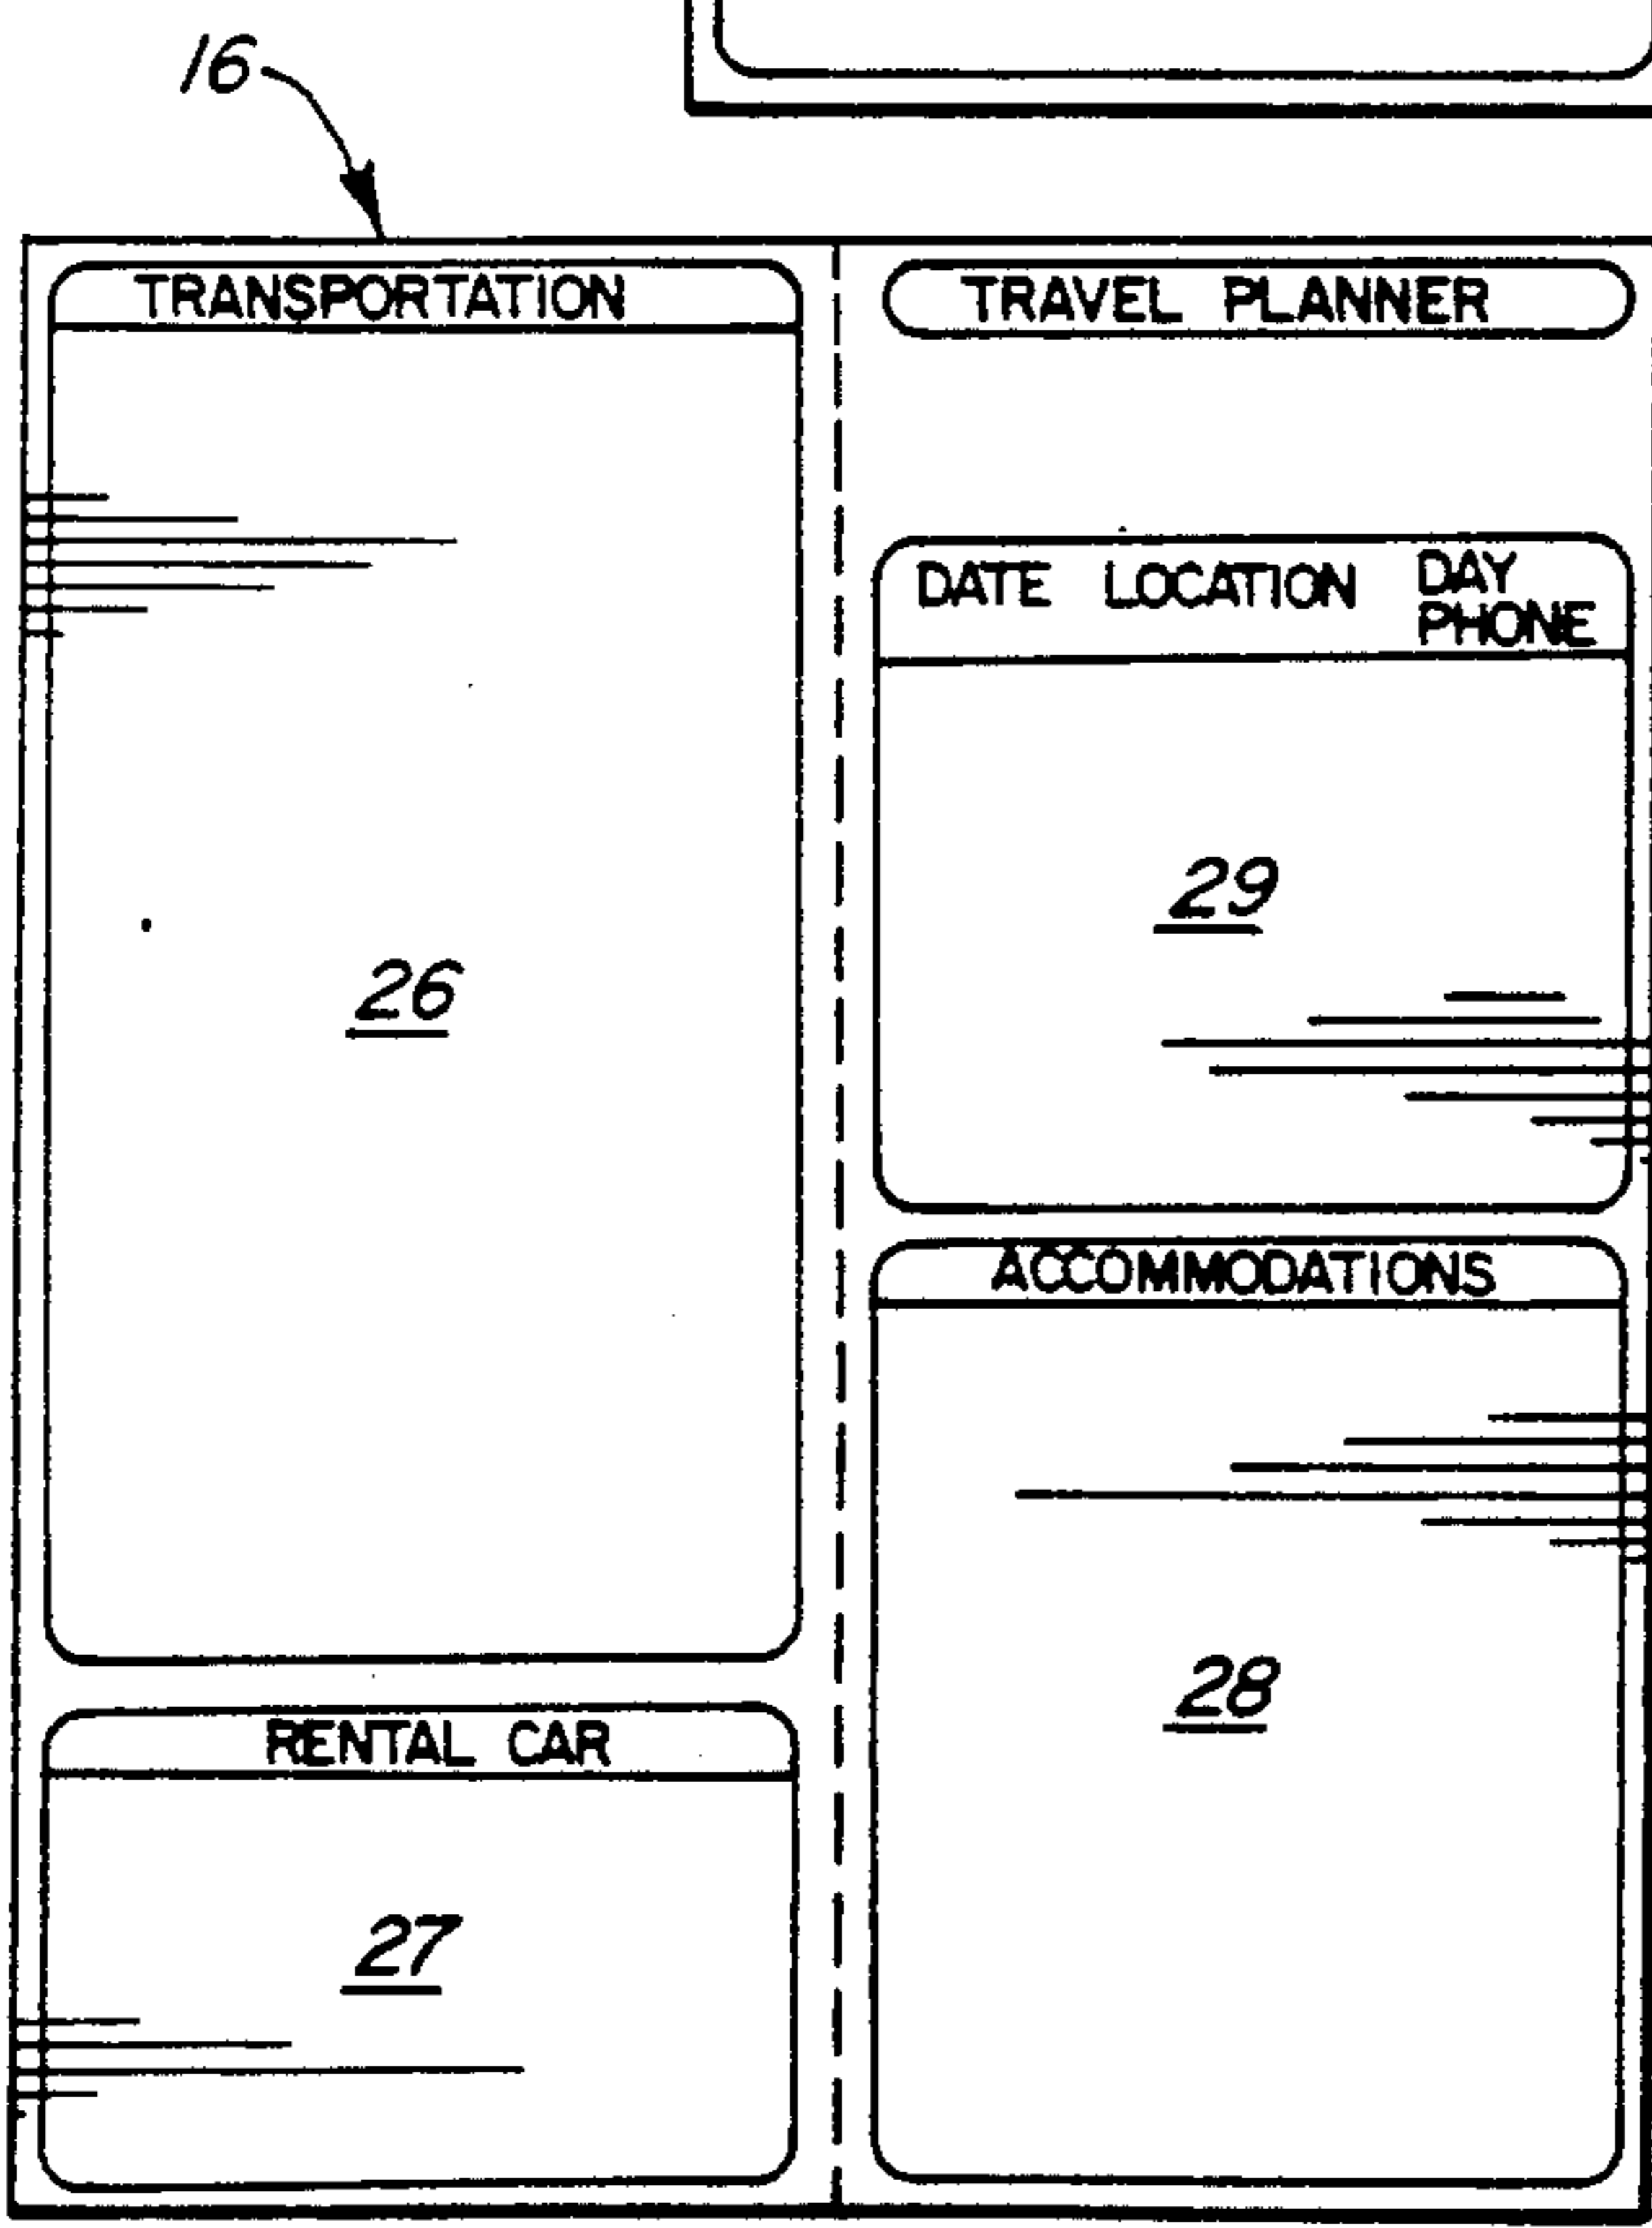 16
TRANSPORTATION
26
RENTAL CAR
27
TRAVEL PLANNER
DATE LOCATION DAY
PHONE
29
ACCOMMODATIONS
28